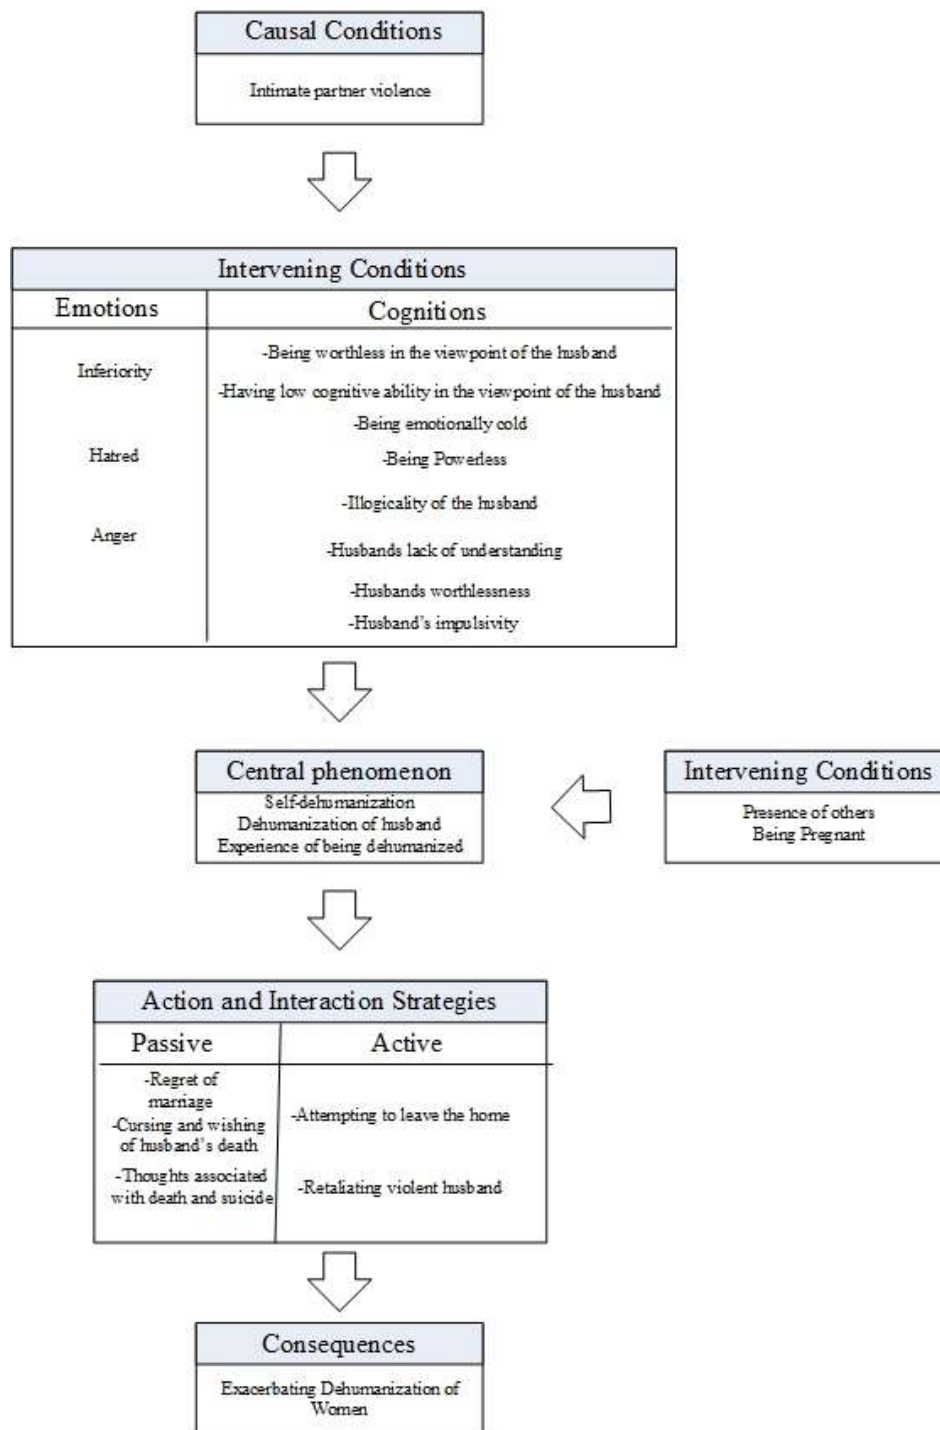 Causal Conditions
Intimate partner violence
Intervening Conditions
Emotions
Cognitions
Inferiority
Hatred
Anger
-Being worthless in the viewpoint of the husband
-Having low cognitive ability in the viewpoint of the husband
-Being emotionally cold
-Being Powerless
-Illogicality of the husband
-Husbands lack of understanding
-Husbands worthlessness
-Husband's impulsivity
Central phenomenon
Self-dehumanization
Dehumanization of husband
Experience of being dehumanized
Intervening Conditions
Presence of others
Being Pregnant
Action and Interaction Strategies
Passive
Active
-Regret of
marriage
-Cursing and wishing
of husband's death
-Thoughts associated
with death and suicide
-Attempting to leave the home
-Retaliating violent husband
Consequences
Exacerbating Dehumanization of
Women